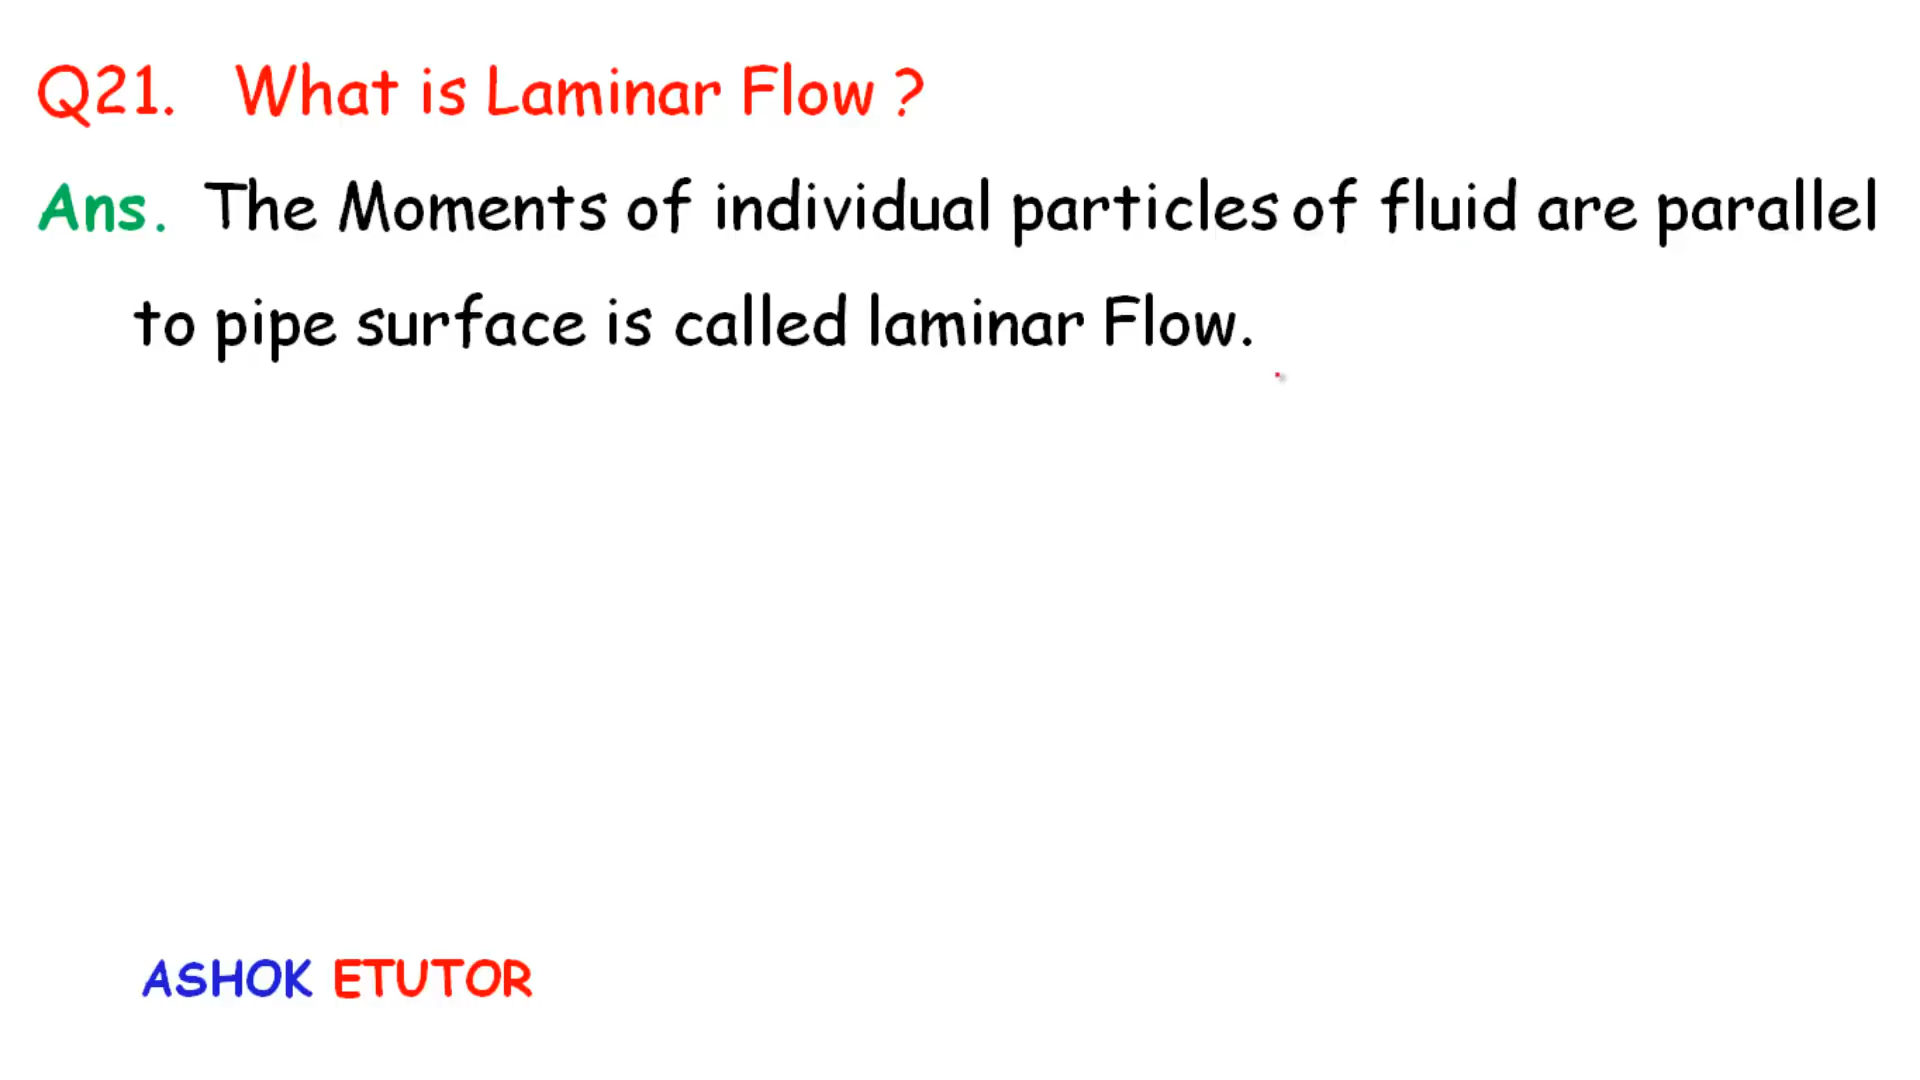 Q21. What is Laminar Flow ?
Ans. The Moments of individual particles of fluid are parallel
to pipe surface is called laminar Flow.
ASHOK ETUTOR